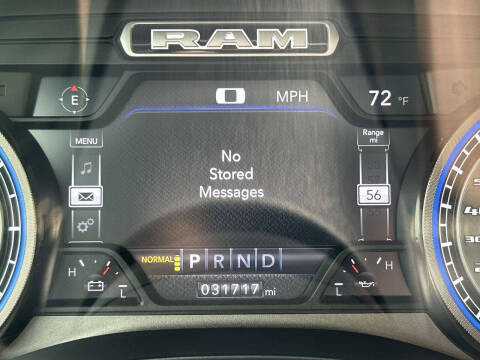 RAM
E
MPH
72 °F
MENU
Range
mi
No
Stored
Messages
56
NORMAL P R N D
H
L
031717 mi
H
L